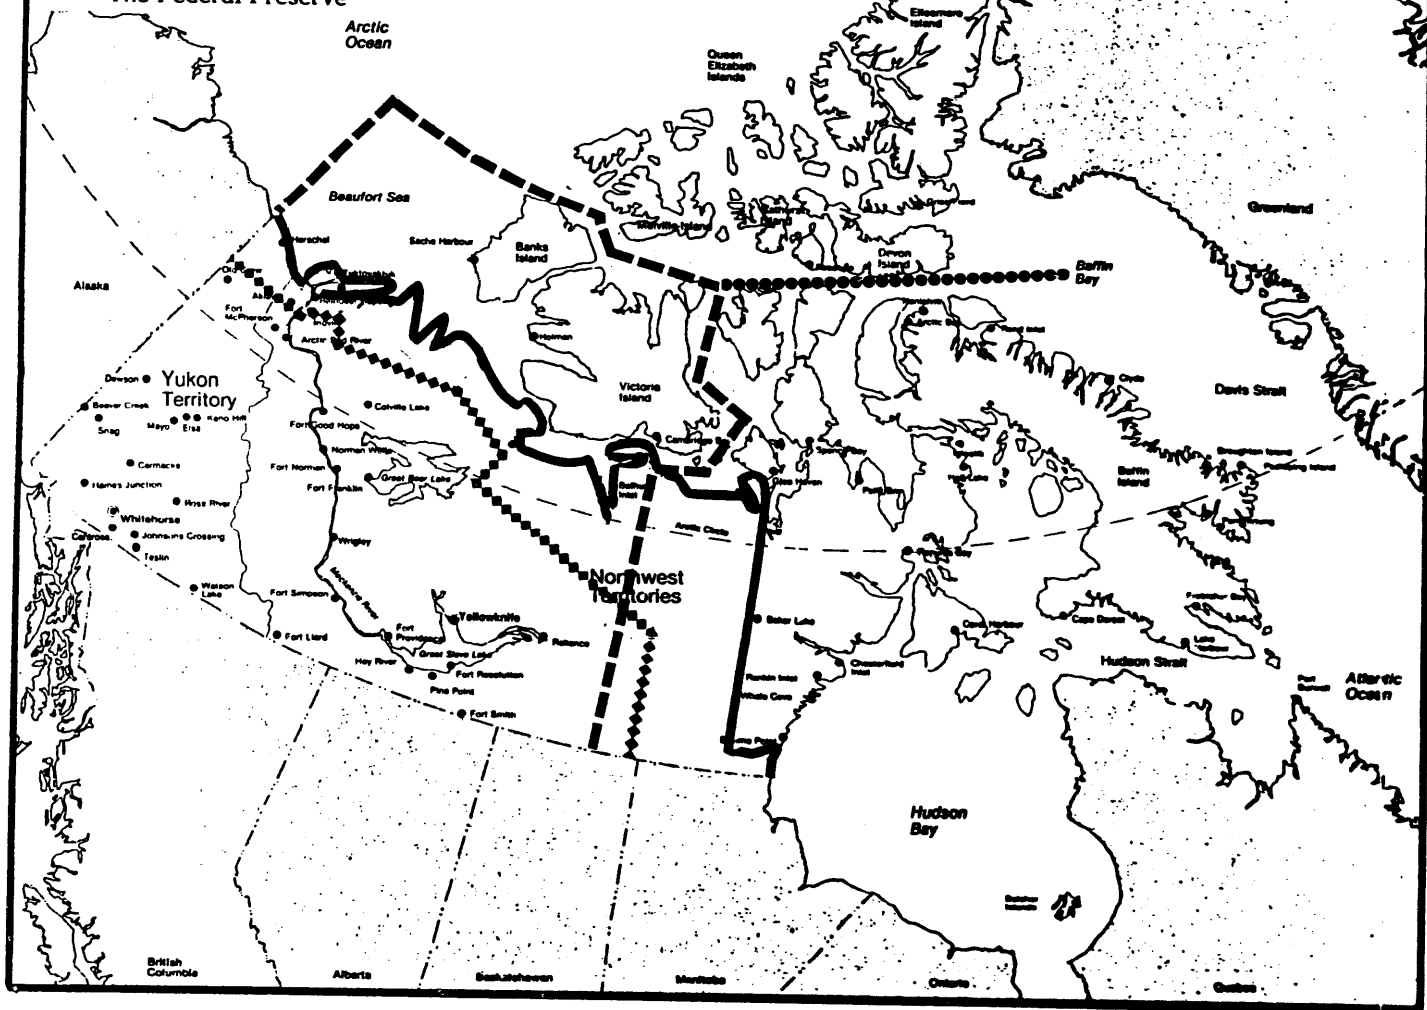 The Federal Preserve
Arctic
Ocean
Ellesmere
Island
Queen
Elizabeth
Islands
Beaufort Sea
Greenland
Herschel
Sachs Harbour
Banks
Island
Melville Island
Bathurst
Island
Devon
Island
Baffin
Bay
Alaska
Fort
McPherson
Arctic Red River
Holman
Arctic Bay
Pond Inlet
Dawson
Yukon
Territory
Victoria
Island
Clyde
Davis Strait
Beaver Creek
Snag
Mayo
Elsa
Keno Hill
Colville Lake
Fort Good Hope
Norman Wells
Cambridge Bay
Spence Bay
Carmacks
Fort Norman
Great Bear Lake
Fort Franklin
Gjoa Haven
Pelly Bay
Hall Lake
Baffin
Island
Broughton Island
Haines Junction
Ross River
Whitehorse
Carcross
Johnsons Crossing
Teslin
Arctic Circle
Wrigley
Northwest
Territories
Mackenzie River
Watson
Lake
Fort Simpson
Yellowknife
Fort
Providence
Fort Liard
Reliance
Baker Lake
Frobisher Bay
Cape Dorset
Coral Harbour
Lake
Harbour
Hay River
Great Slave Lake
Fort Resolution
Pine Point
Fort Smith
Rankin Inlet
Whale Cove
Chesterfield
Inlet
Hudson Strait
Port
Burwell
Atlantic
Ocean
Hudson
Bay
Belcher
Islands
British
Columbia
Alberta
Saskatchewan
Manitoba
Ontario
Quebec